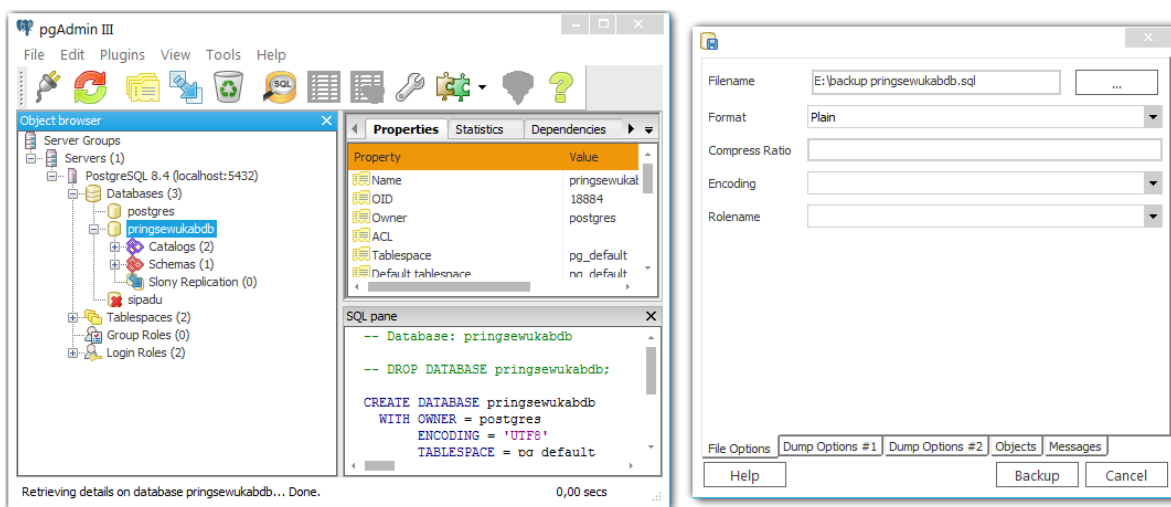 pgAdmin III
File Edit Plugins View Tools Help
SQL
Object browser
Server Groups
Servers (1)
PostgreSQL 8.4 (localhost:5432)
Databases (3)
postgres
pringsewukabdb
Catalogs (2)
Schemas (1)
Slony Replication (0)
sipadu
Tablespaces (2)
Group Roles (0)
Login Roles (2)
Properties Statistics Dependencies
Property Value
Name pringsewukat
OID 18884
Owner postgres
ACL
Tablespace pg_default
Default tablespace pg_default
SQL pane
-- Database: pringsewukabdb
-- DROP DATABASE pringsewukabdb;
CREATE DATABASE pringsewukabdb
WITH OWNER = postgres
ENCODING = 'UTF8'
TABLESPACE = pg_default
Retrieving details on database pringsewukabdb... Done. 0,00 secs
Filename E:\backup pringsewukabdb.sql ...
Format Plain
Compress Ratio
Encoding
Rolename
File Options Dump Options #1 Dump Options #2 Objects Messages
Help Backup Cancel